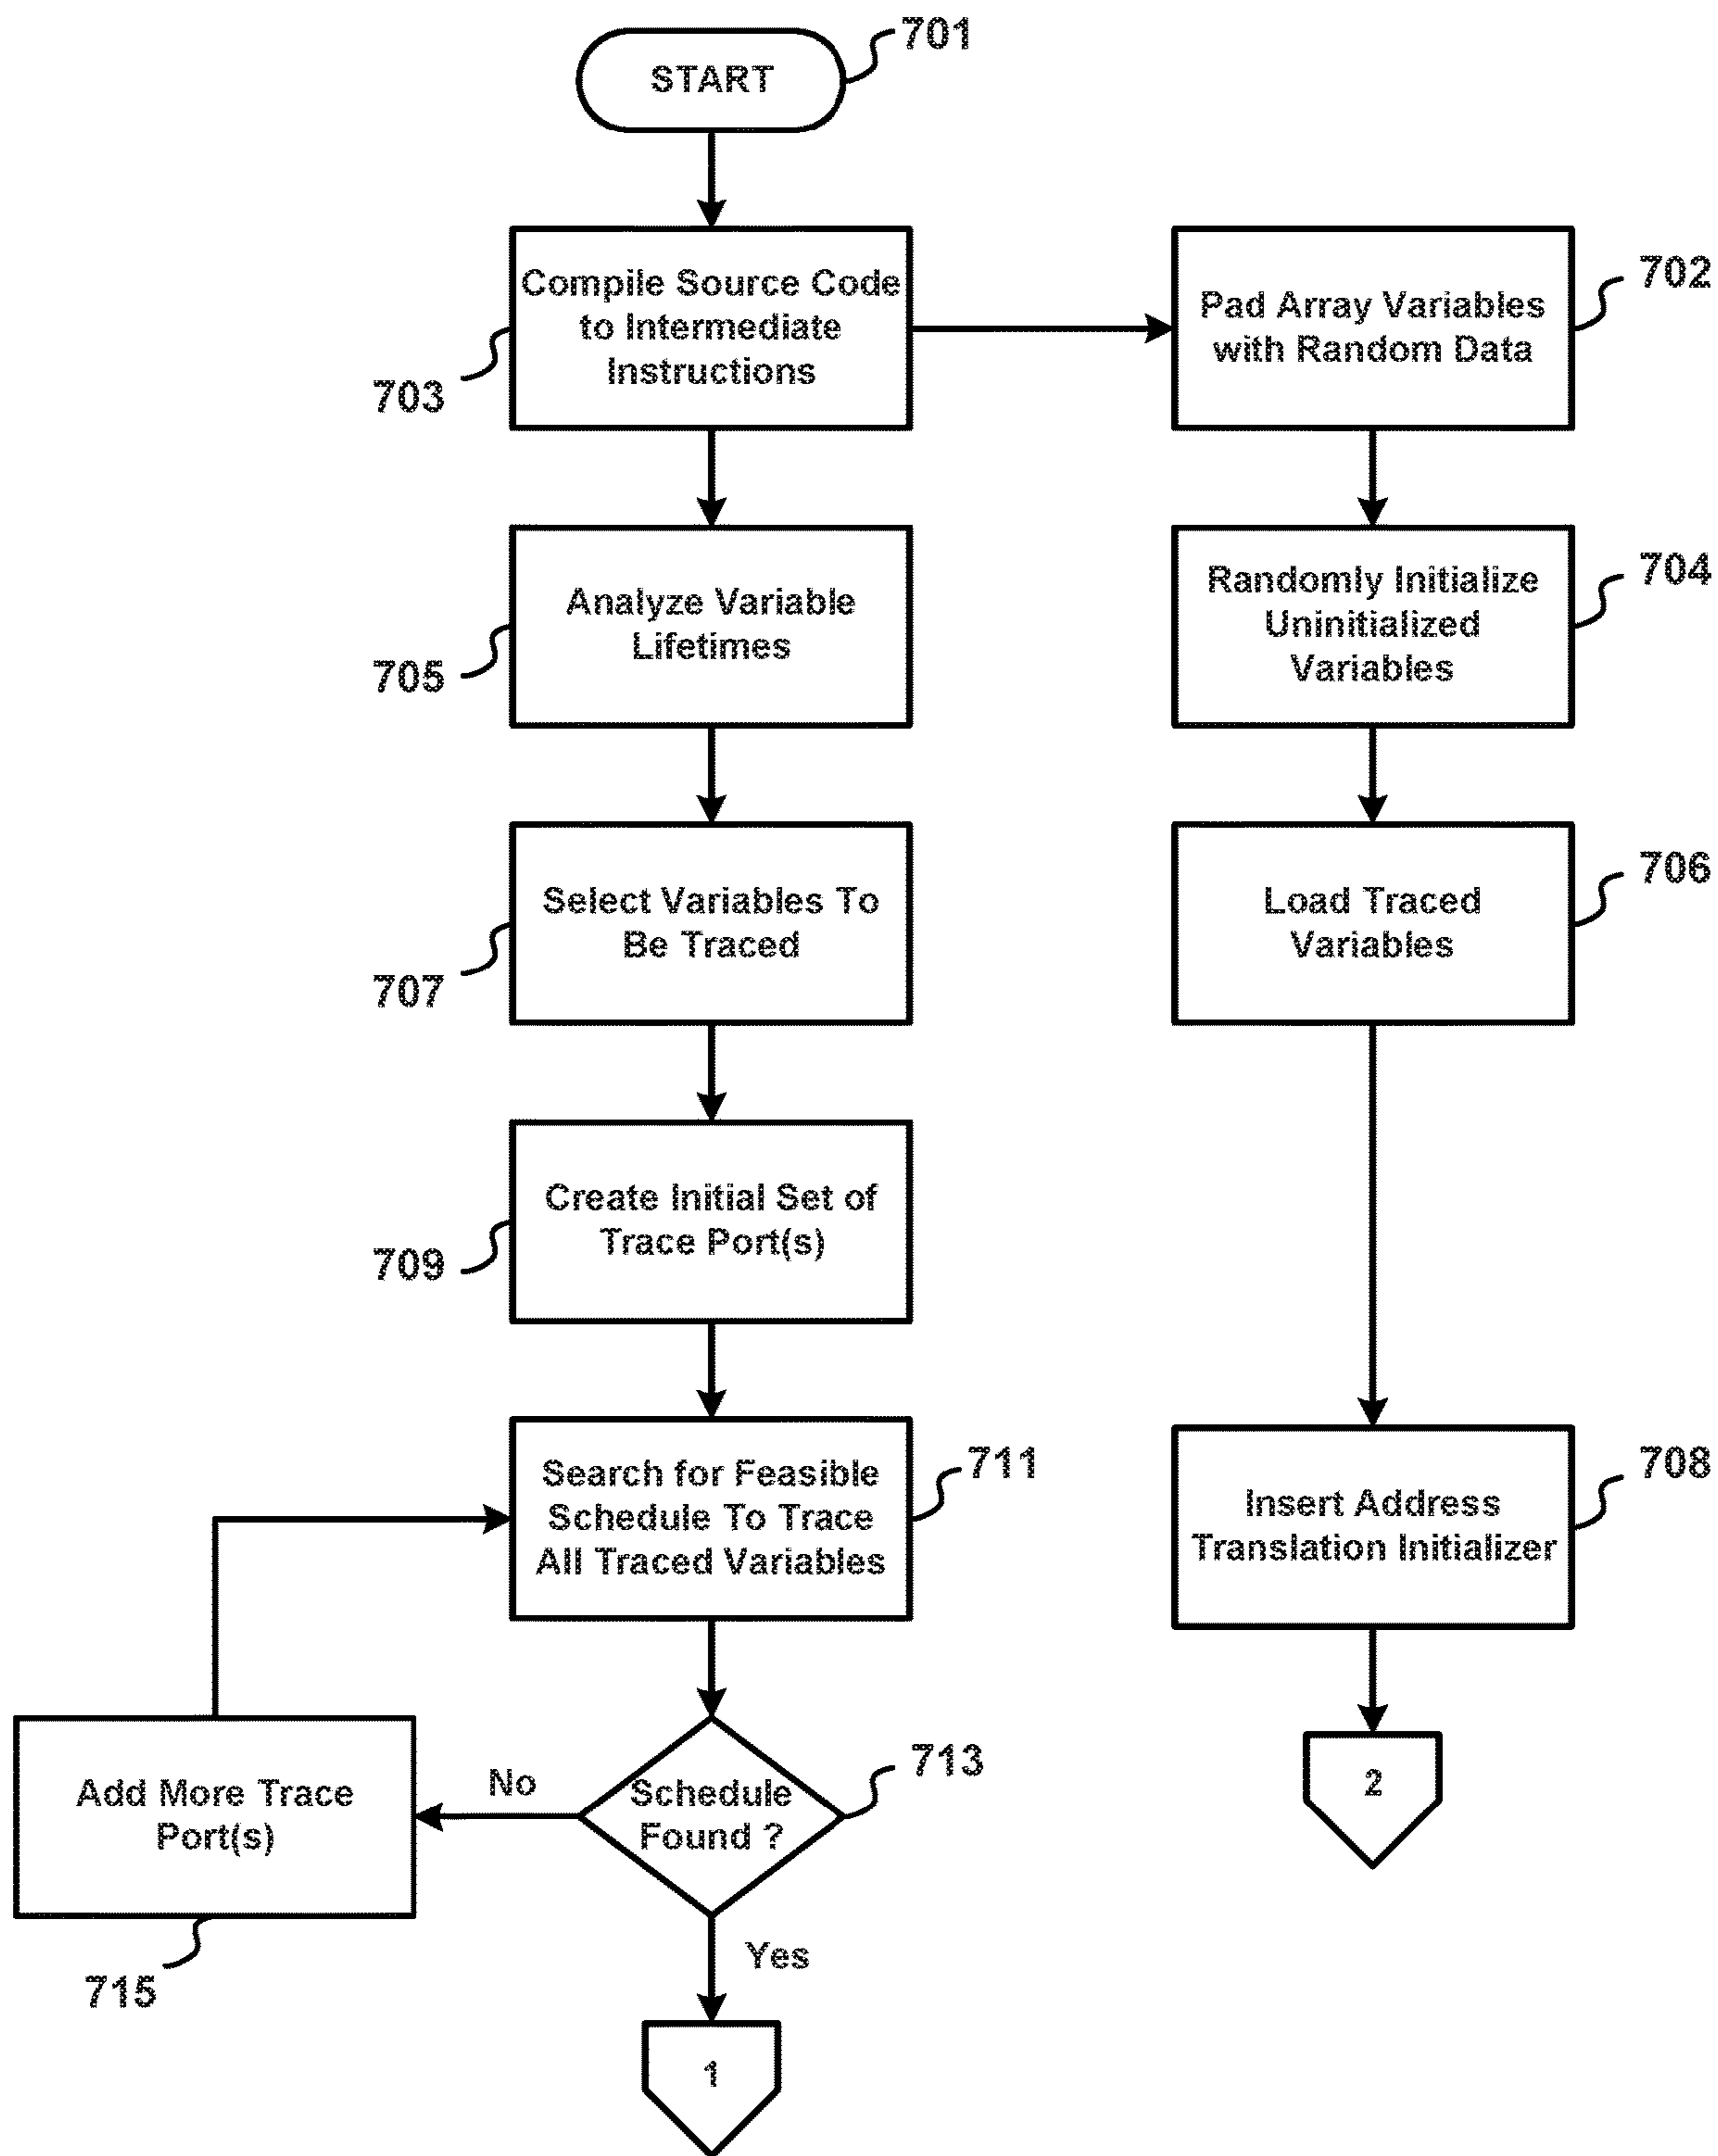 START
701
Compile Source Code
to Intermediate
Instructions
703
Pad Array Variables
with Random Data
702
Analyze Variable
Lifetimes
705
Randomly Initialize
Uninitialized
Variables
704
Select Variables To
Be Traced
707
Load Traced
Variables
706
Create Initial Set of
Trace Port(s)
709
Search for Feasible
Schedule To Trace
All Traced Variables
711
Insert Address
Translation Initializer
708
Add More Trace
Port(s)
715
No
Schedule
Found ?
713
2
Yes
1